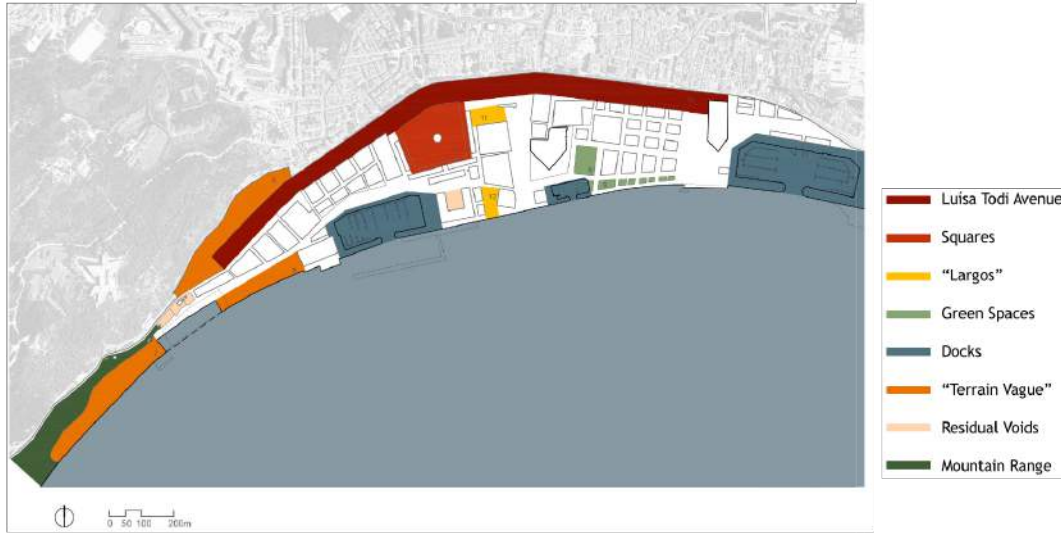 Luísa Todi Avenue
Squares
“Largos”
Green Spaces
Docks
“Terrain Vague”
Residual Voids
Mountain Range
0 50 100 200m